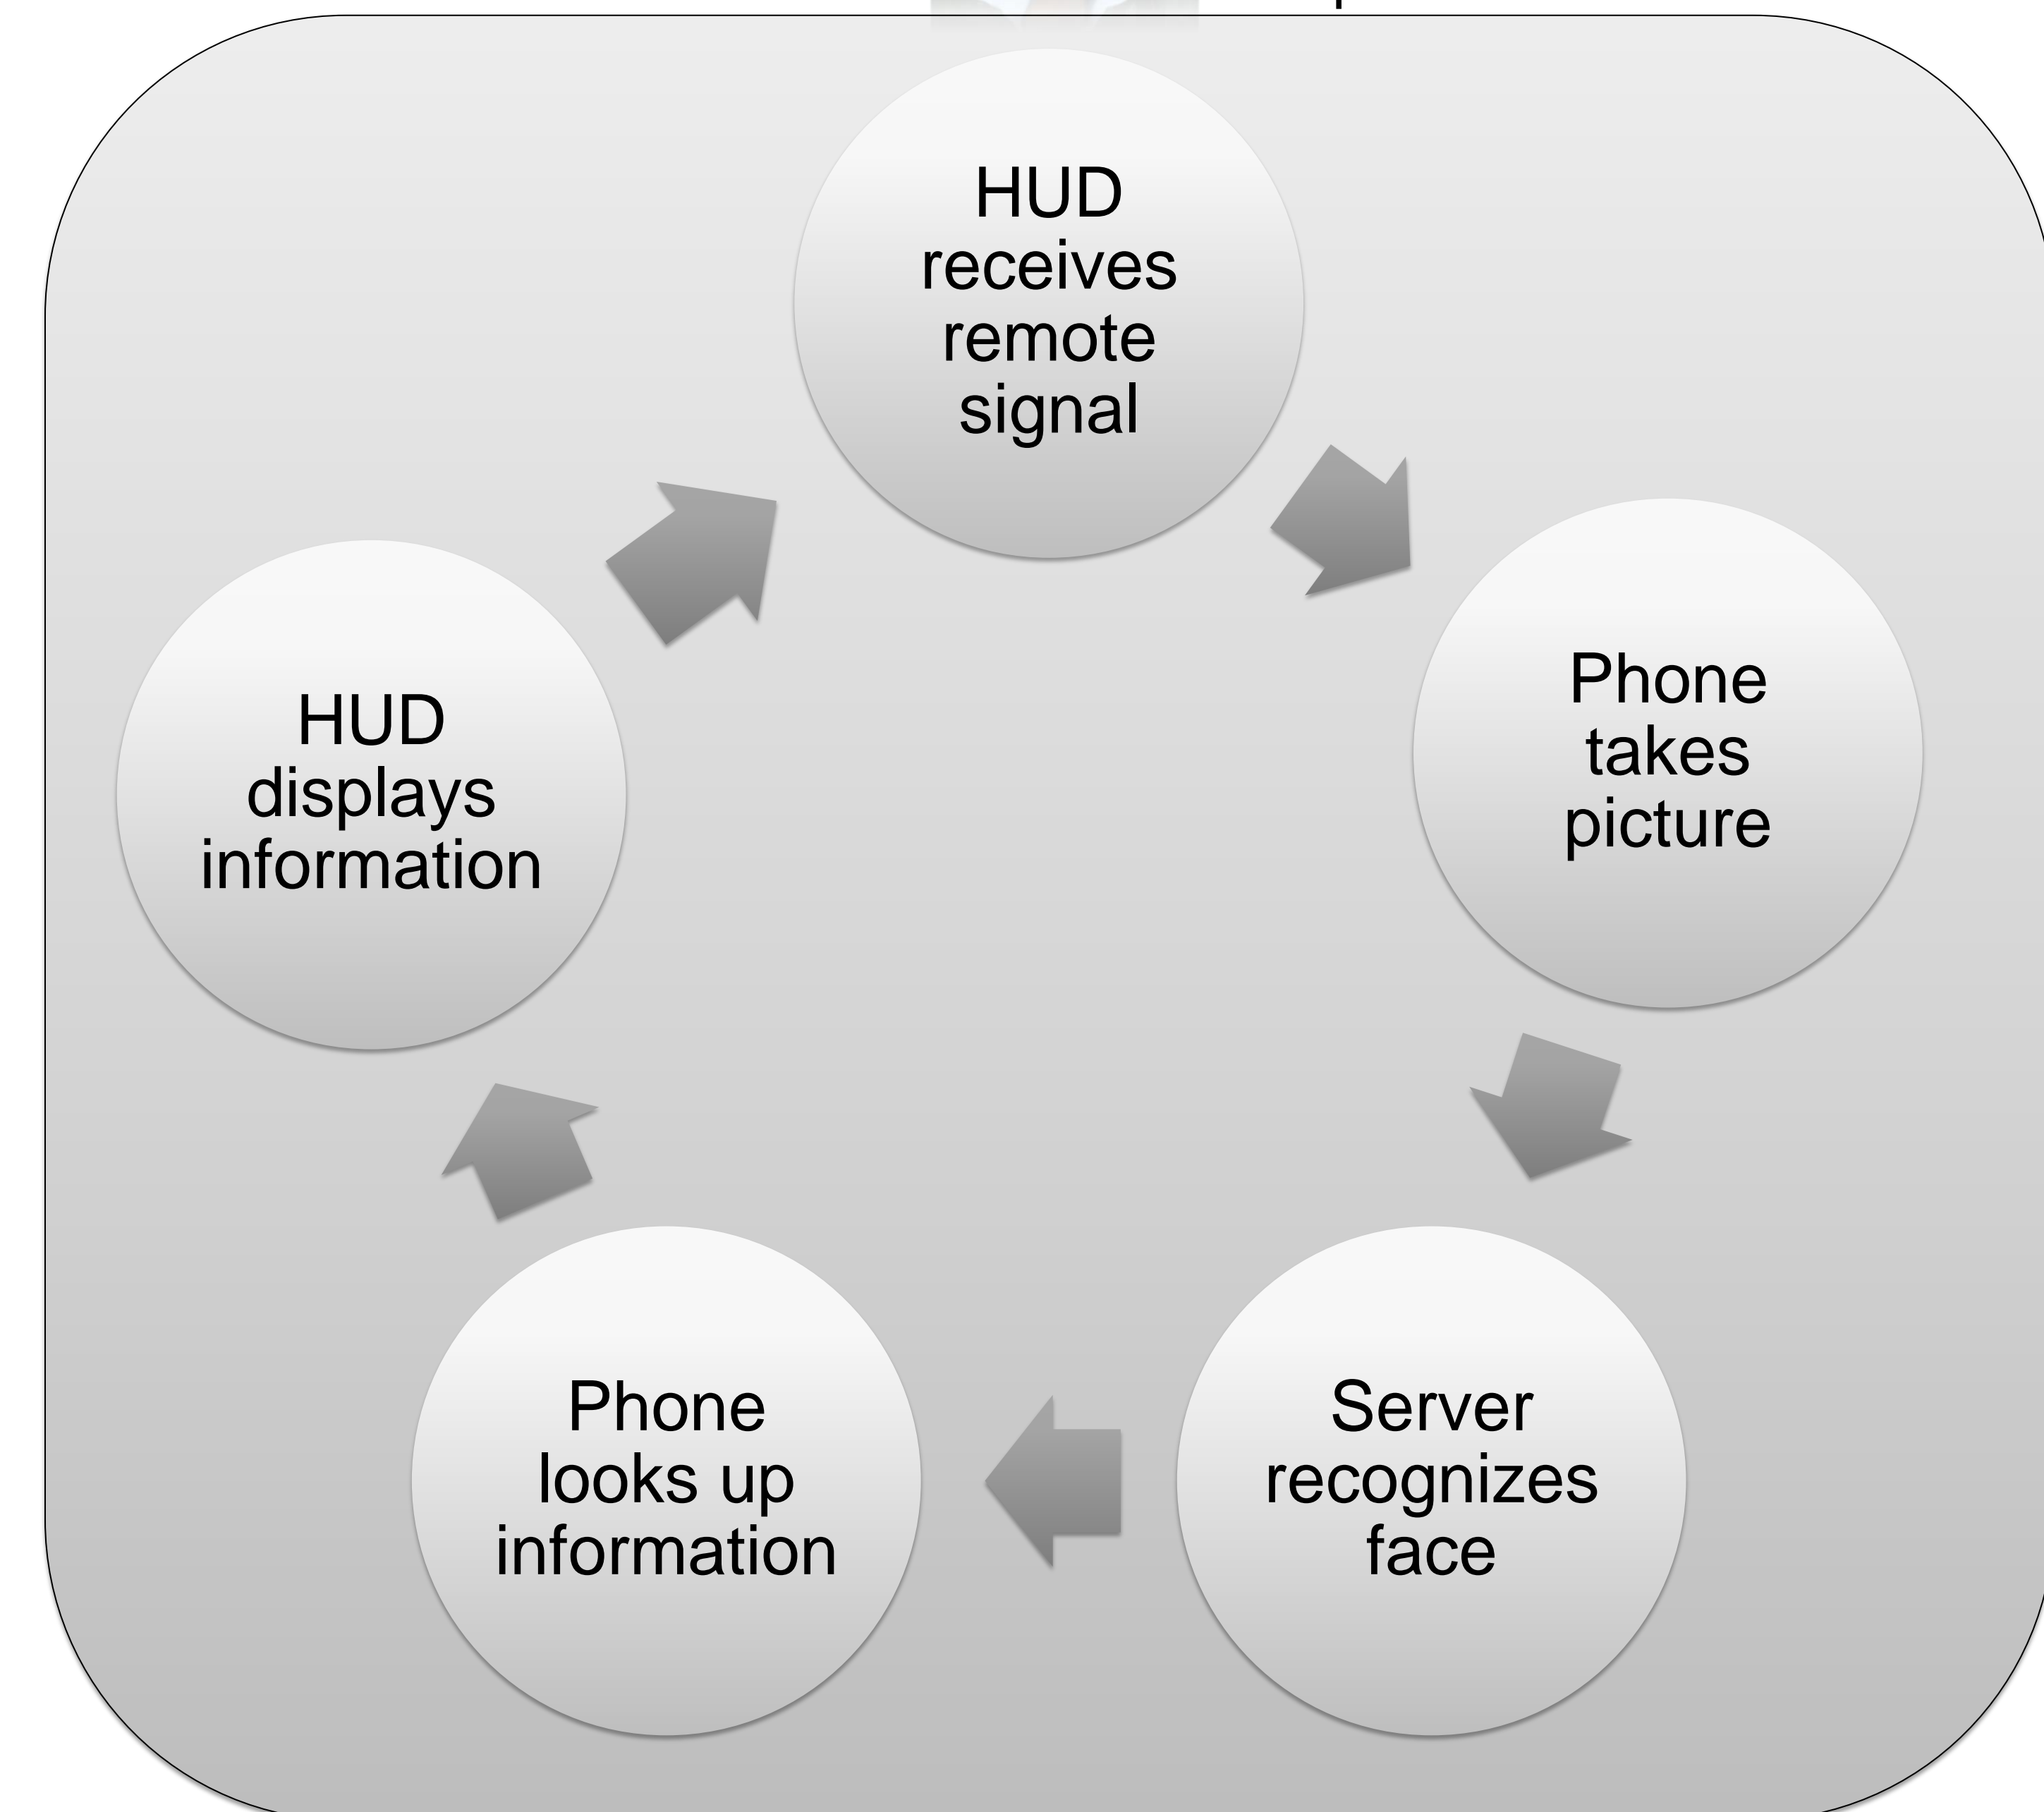 HUD
receives
remote
signal
Phone
takes
picture
Server
recognizes
face
Phone
looks up
information
HUD
displays
information